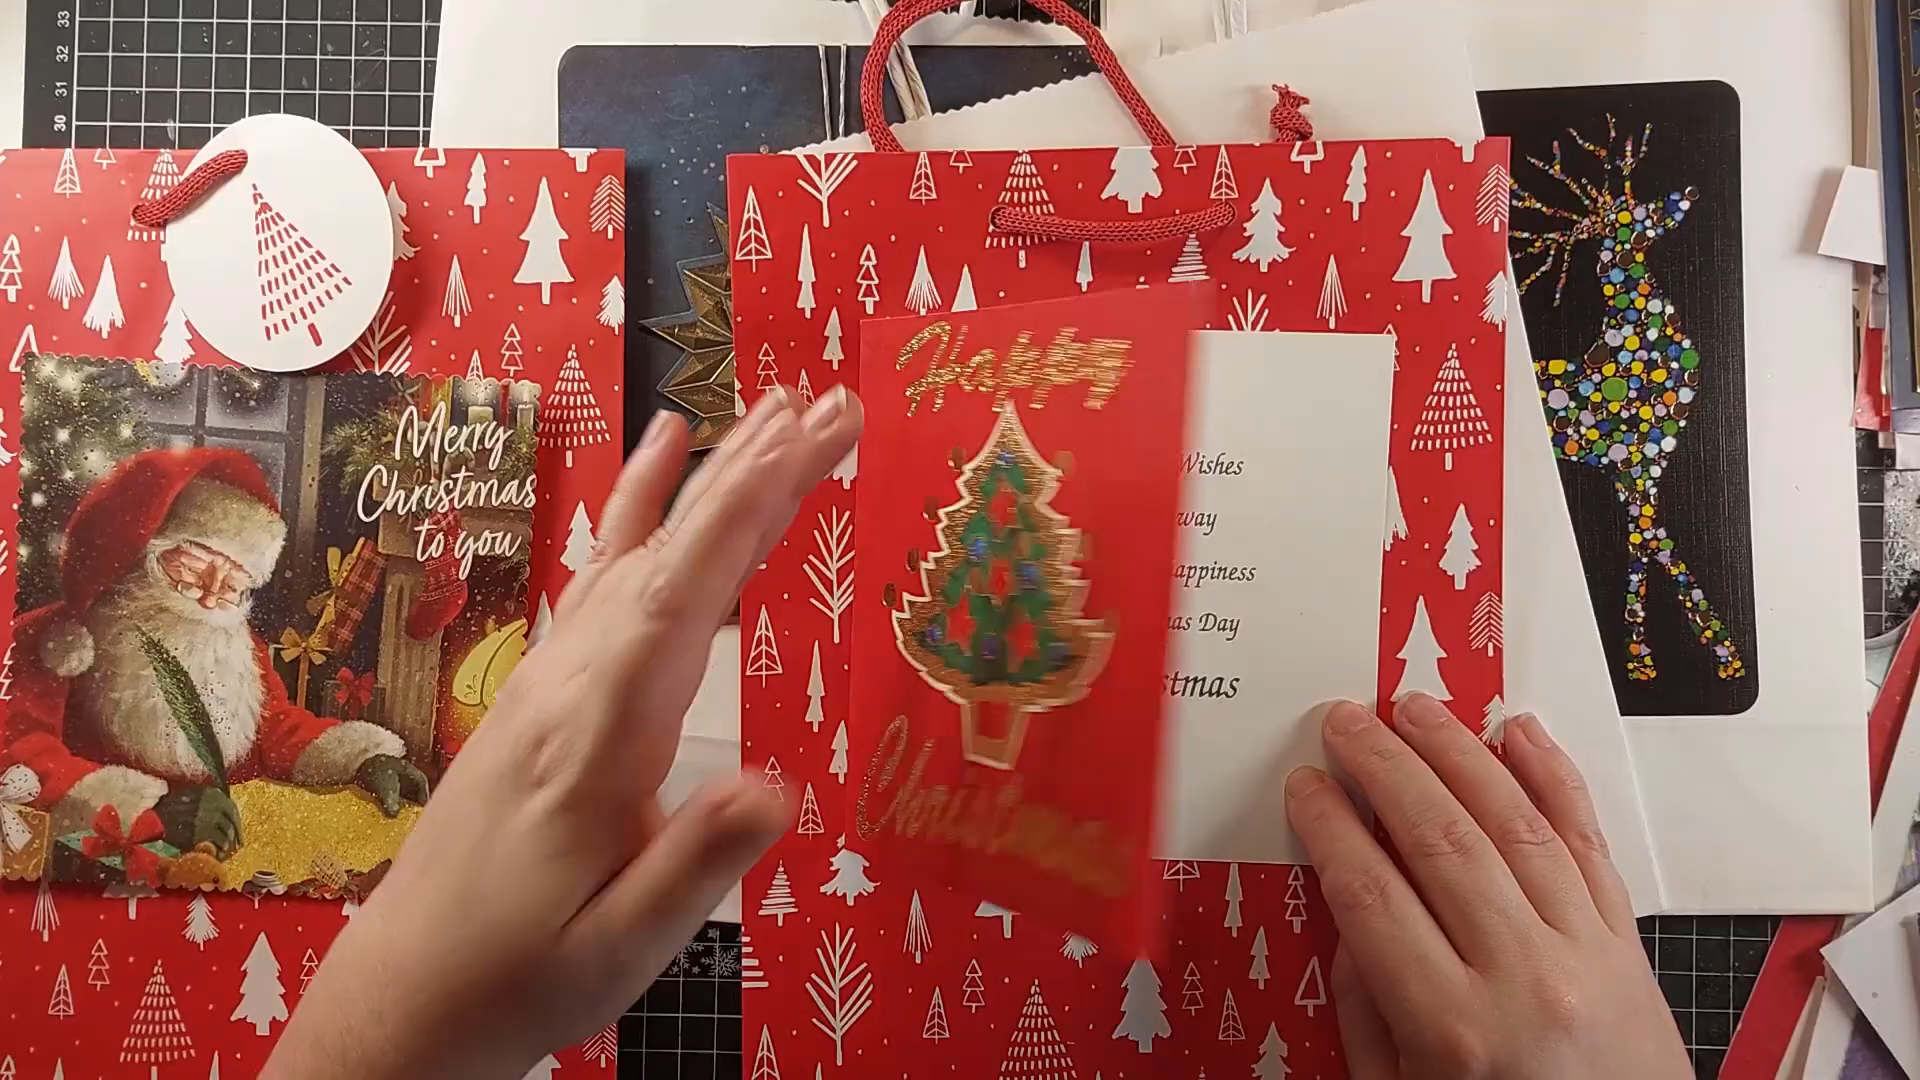 33
32
31
30
Merry
Christmas
to you
Happy
Christmas
Wishes
way
appiness
as Day
stmas